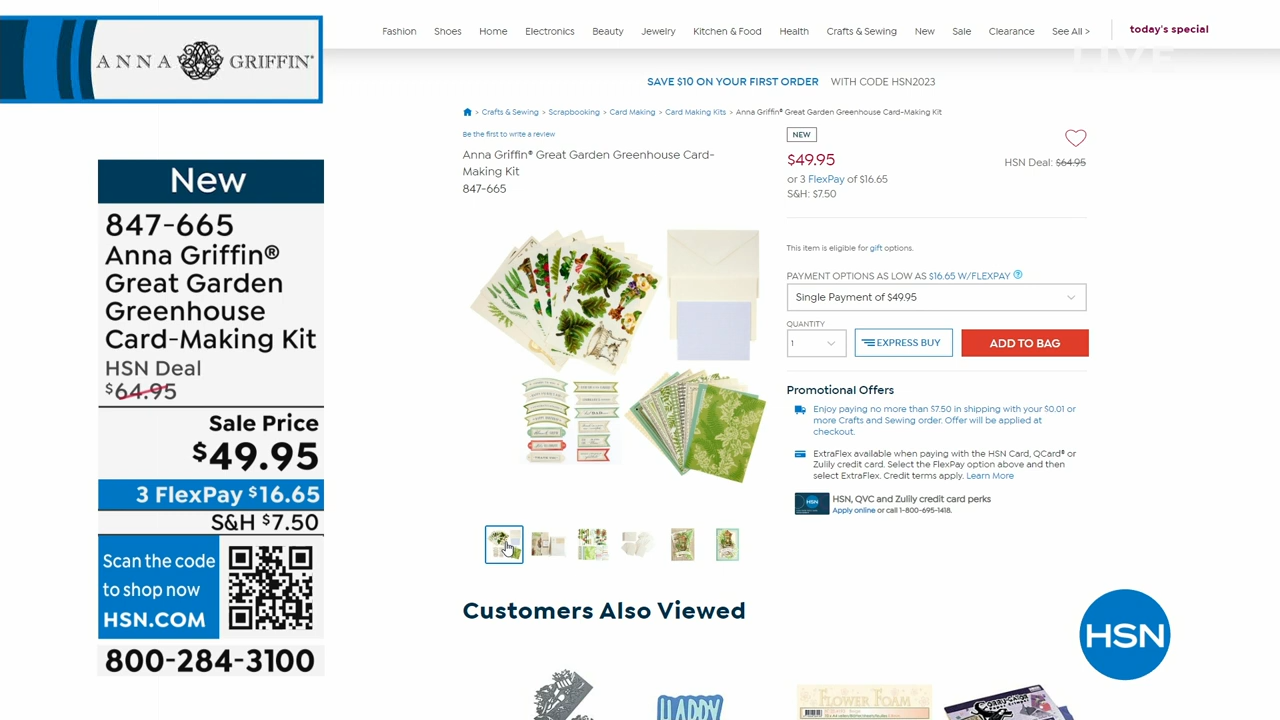 ANNA GRIFFIN®
New
847-665
Anna Griffin®
Great Garden
Greenhouse
Card-Making Kit
HSN Deal
$64.95
Sale Price
$49.95
3 FlexPay $16.65
S&H $7.50
Scan the code
to shop now
HSN.COM
800-284-3100
Fashion Shoes Home Electronics Beauty Jewelry Kitchen & Food Health Crafts & Sewing New Sale Clearance See All > today's special
LIVE
SAVE $10 ON YOUR FIRST ORDER WITH CODE HSN2023
> Crafts & Sewing > Scrapbooking > Card Making > Card Making Kits > Anna Griffin® Great Garden Greenhouse Card-Making Kit
Be the first to write a review
Anna Griffin® Great Garden Greenhouse Card-
Making Kit
847-665
NEW
$49.95
HSN Deal: $64.95
or 3 FlexPay of $16.65
S&H: $7.50
This item is eligible for gift options.
PAYMENT OPTIONS AS LOW AS $16.65 W/FLEXPAY ?
Single Payment of $49.95
QUANTITY
1
EXPRESS BUY
ADD TO BAG
Promotional Offers
Enjoy paying no more than $7.50 in shipping with your $0.01 or
more Crafts and Sewing order. Offer will be applied at
checkout.
ExtraFlex available when paying with the HSN Card, QCard® or
Zulily credit card. Select the FlexPay option above and then
select ExtraFlex. Credit terms apply. Learn More
HSN
HSN, QVC and Zulily credit card perks
Apply online or call 1-800-695-1418.
Customers Also Viewed
HSN
FLOWER FOAM
HAPPY